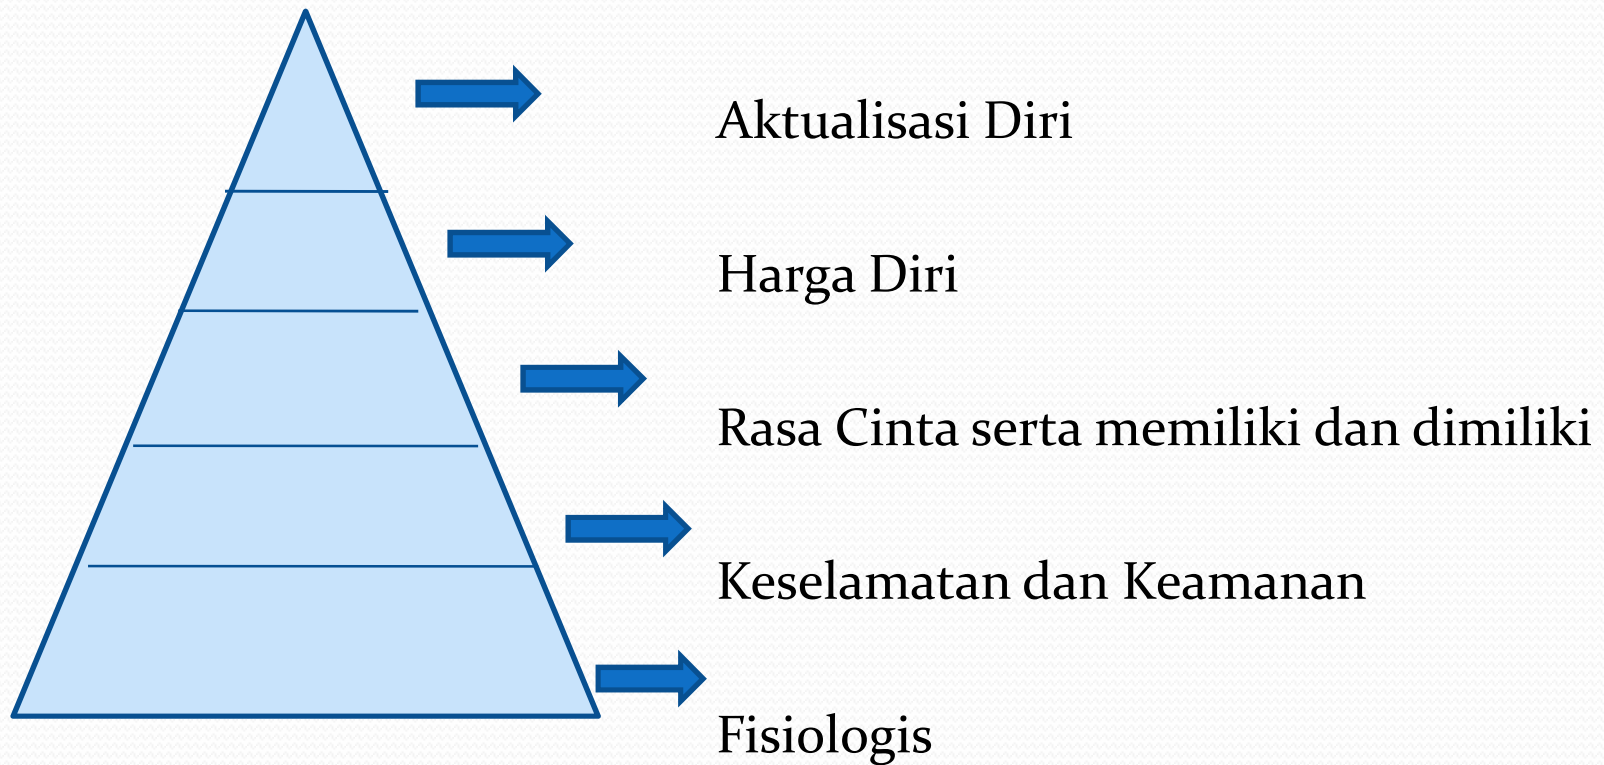 Aktualisasi Diri
Harga Diri
Rasa Cinta serta memiliki dan dimiliki
Keselamatan dan Keamanan
Fisiologis